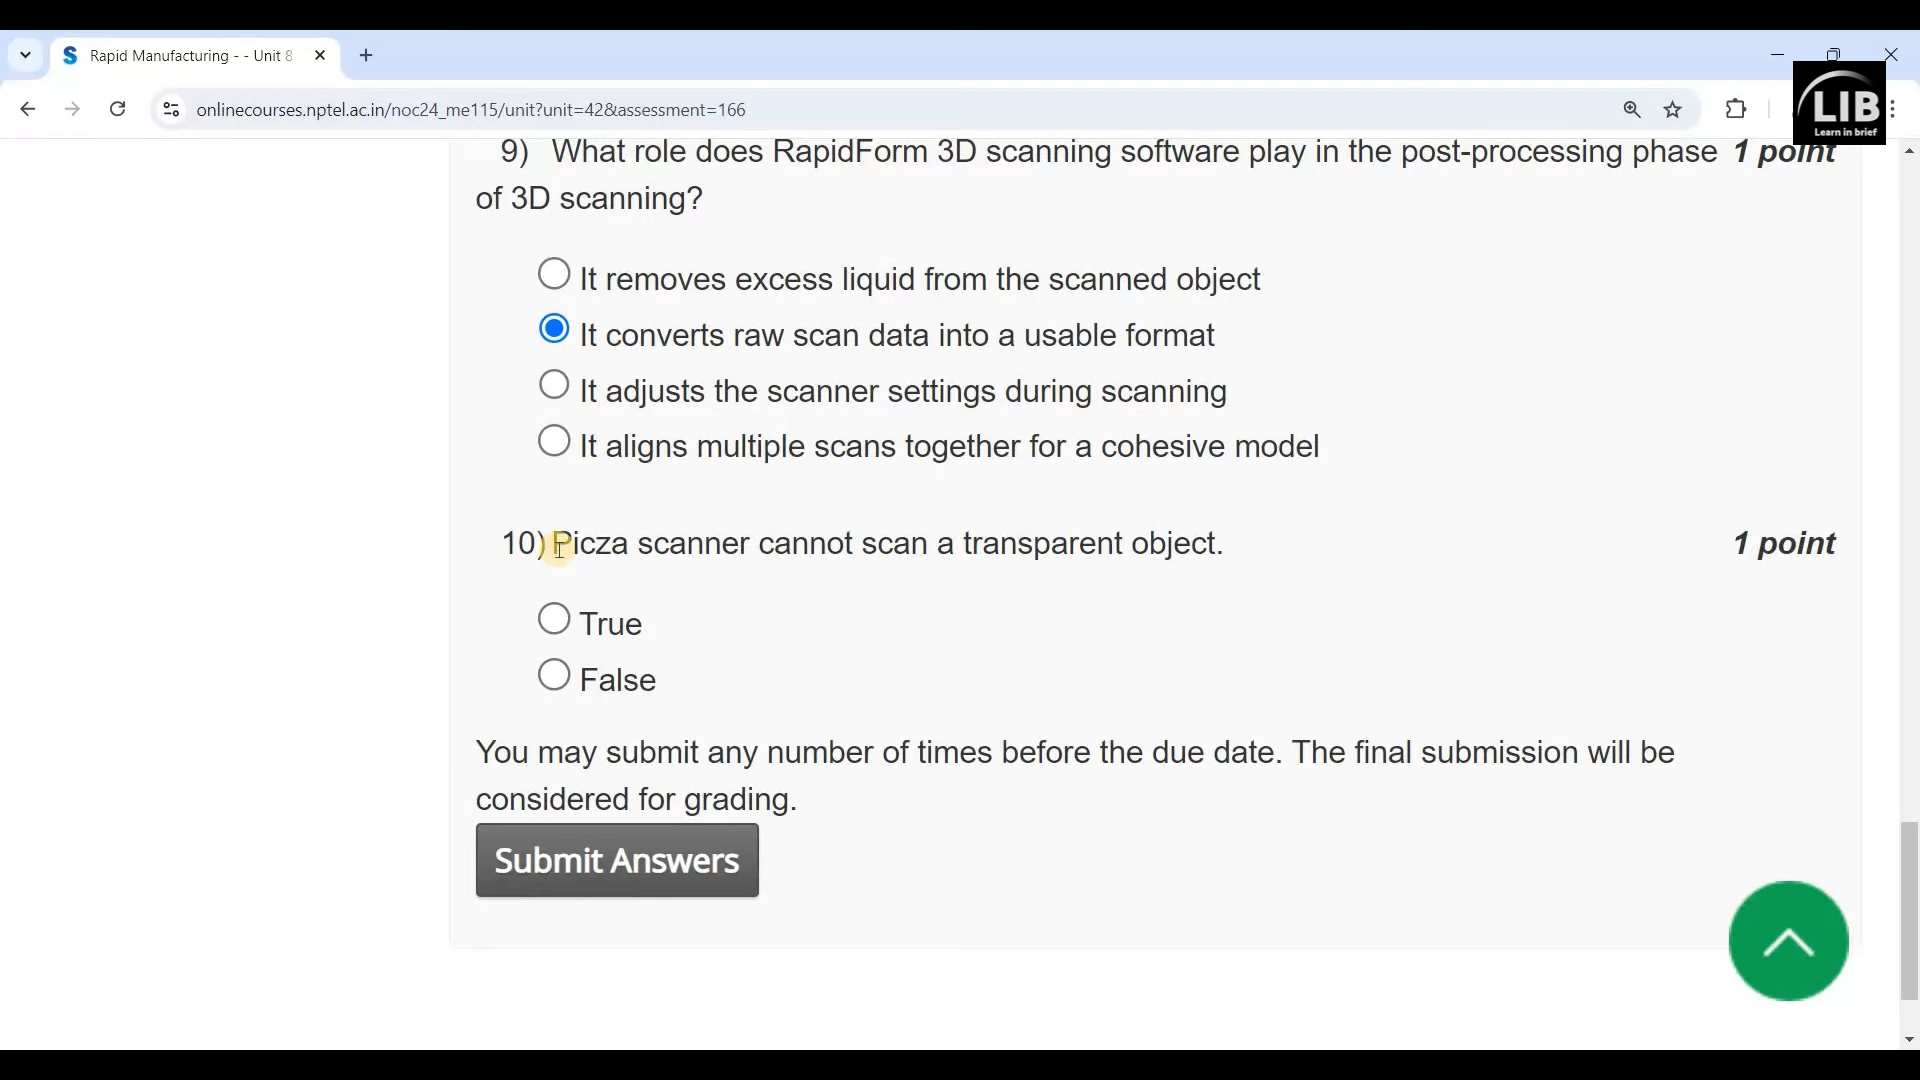 Rapid Manufacturing - - Unit 8
onlinecourses.nptel.ac.in/noc24_me115/unit?unit=42&assessment=166
LIB
Learn in brief
9) What role does RapidForm 3D scanning software play in the post-processing phase 1 point
of 3D scanning?
It removes excess liquid from the scanned object
It converts raw scan data into a usable format
It adjusts the scanner settings during scanning
It aligns multiple scans together for a cohesive model
10) Picza scanner cannot scan a transparent object. 1 point
True
False
You may submit any number of times before the due date. The final submission will be
considered for grading.
Submit Answers